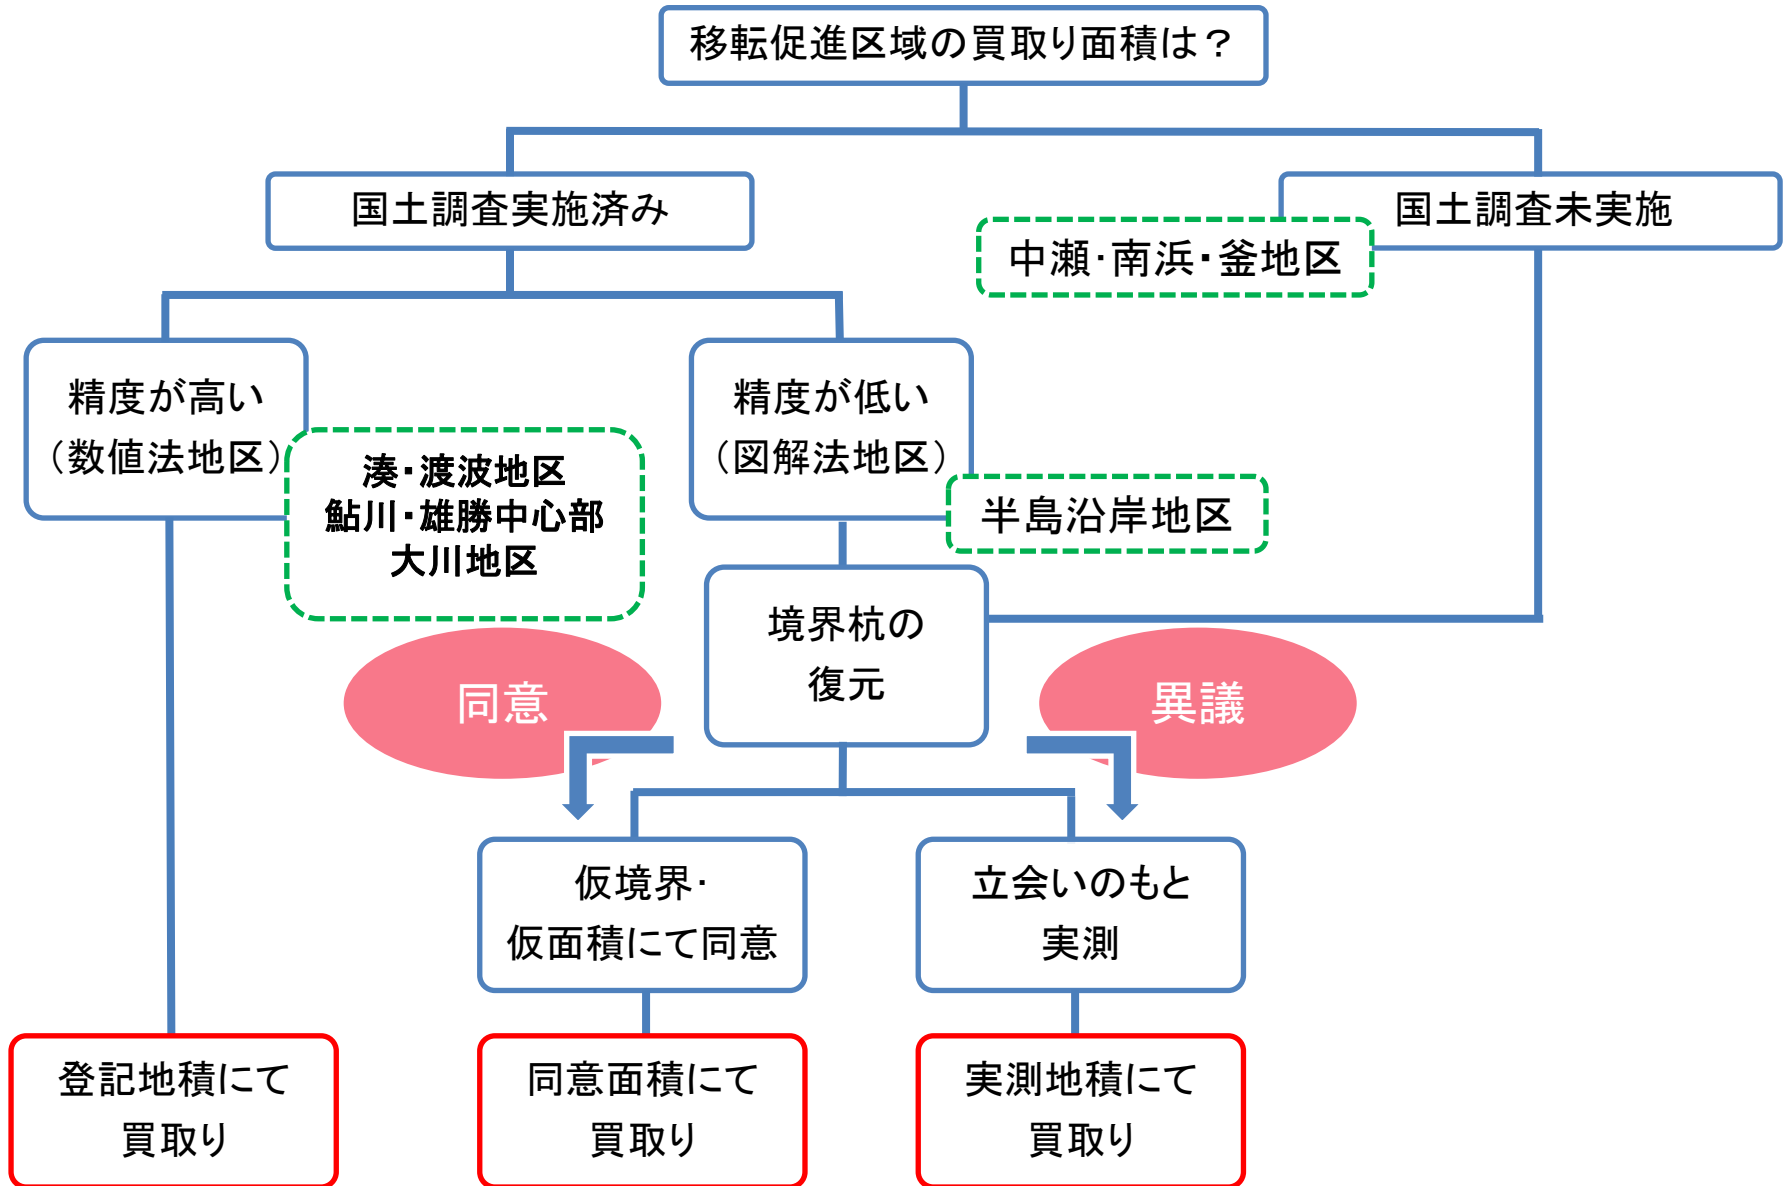 移転促進区域の買取り面積は？
国土調査実施済み
国土調査未実施
中瀬・南浜・釜地区
精度が高い
（数値法地区）
湊・渡波地区
鮎川・雄勝中心部
大川地区
精度が低い
（図解法地区）
半島沿岸地区
境界杭の
復元
同意
異議
仮境界・
仮面積にて同意
立会いのもと
実測
登記地積にて
買取り
同意面積にて
買取り
実測地積にて
買取り